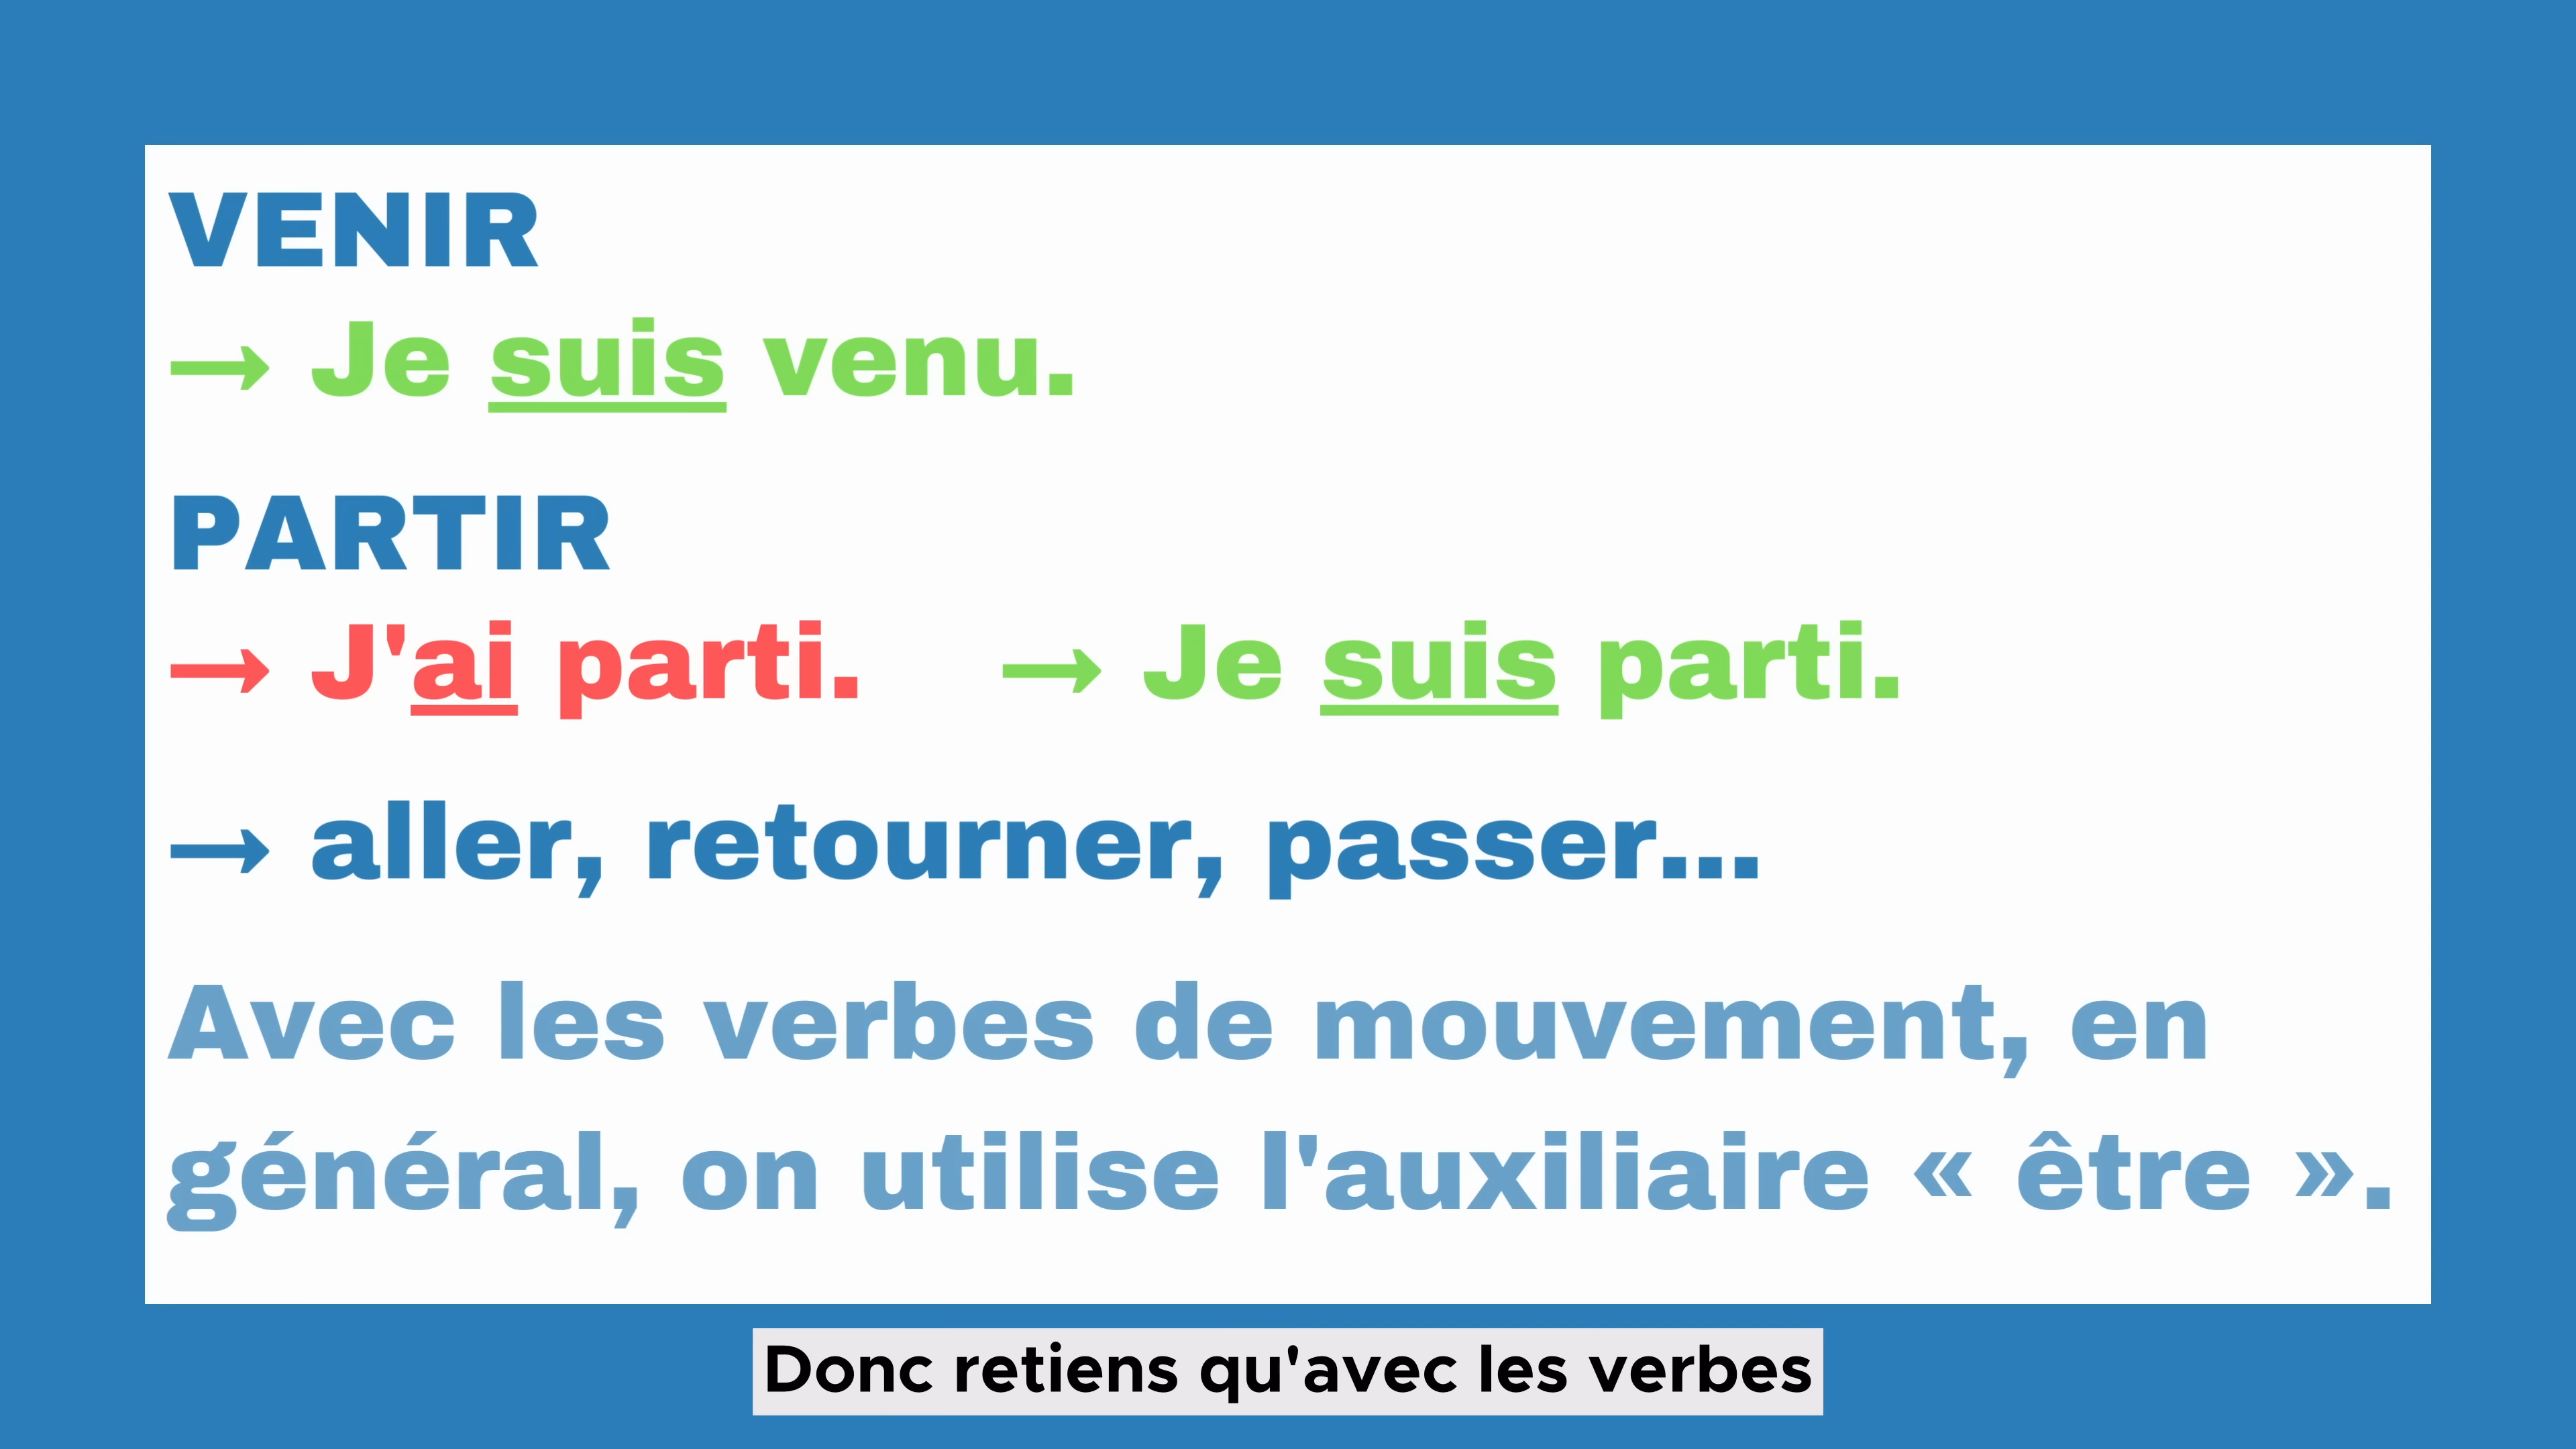 VENIR
→ Je suis venu.
PARTIR
→ J'ai parti. → Je suis parti.
→ aller, retourner, passer...
Avec les verbes de mouvement, en
général, on utilise l'auxiliaire « être ».
Donc retiens qu'avec les verbes